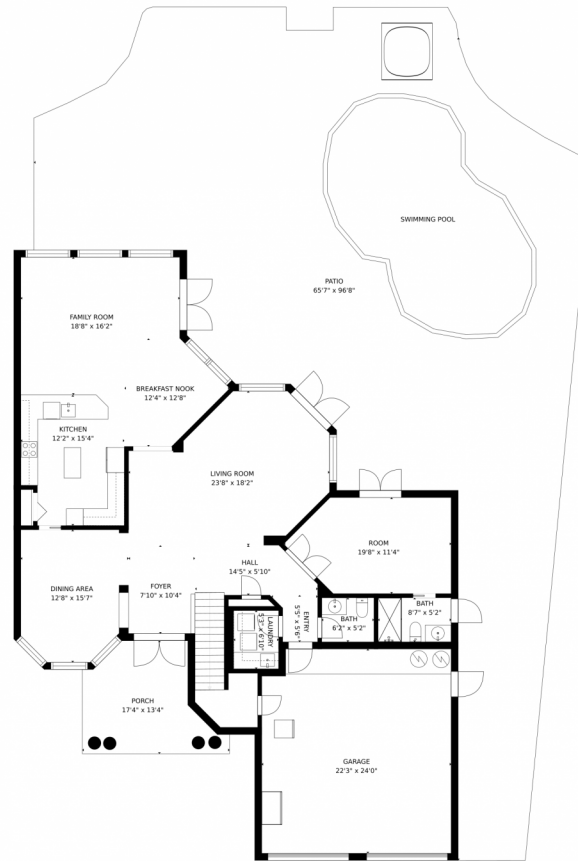 SWIMMING POOL
PATIO
65'7" x 96'8"
FAMILY ROOM
18'8" x 16'2"
BREAKFAST NOOK
12'4" x 12'8"
KITCHEN
12'2" x 15'4"
LIVING ROOM
23'8" x 18'2"
ROOM
19'8" x 11'4"
HALL
14'5" x 5'10"
DINING AREA
12'8" x 15'7"
FOYER
7'10" x 10'4"
LAUNDRY
5'3" x 6'10"
ENTRY
5'5" x 5'6"
BATH
6'2" x 5'2"
BATH
8'7" x 5'2"
PORCH
17'4" x 13'4"
GARAGE
22'3" x 24'0"